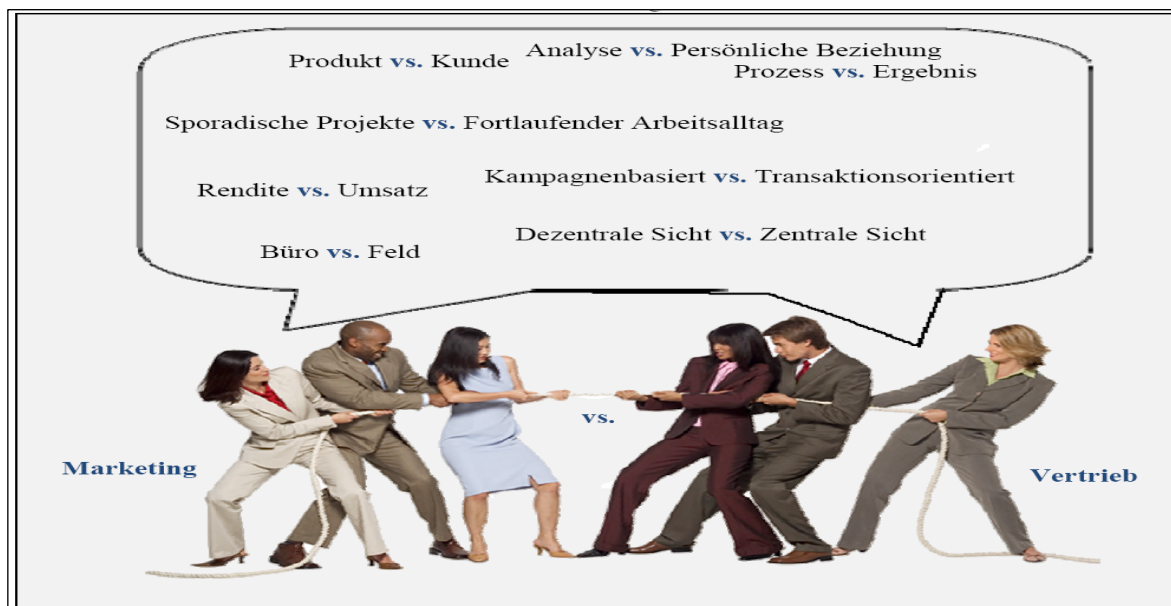 Produkt vs. Kunde
Analyse vs. Persönliche Beziehung
Prozess vs. Ergebnis
Sporadische Projekte vs. Fortlaufender Arbeitsalltag
Rendite vs. Umsatz
Kampagnenbasiert vs. Transaktionsorientiert
Büro vs. Feld
Dezentrale Sicht vs. Zentrale Sicht
vs.
Marketing
Vertrieb